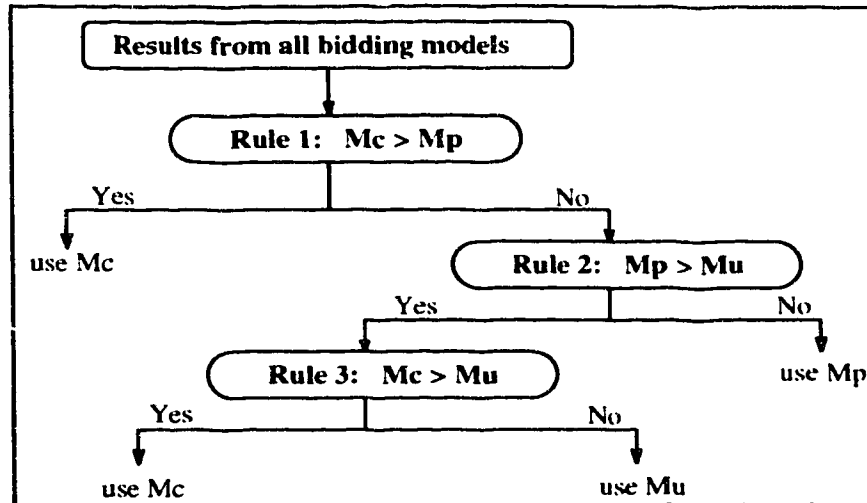 Results from all bidding models
Rule 1: Mc > Mp
Yes No
use Mc
Rule 2: Mp > Mu
Yes No
use Mp
Rule 3: Mc > Mu
Yes No
use Mc use Mu